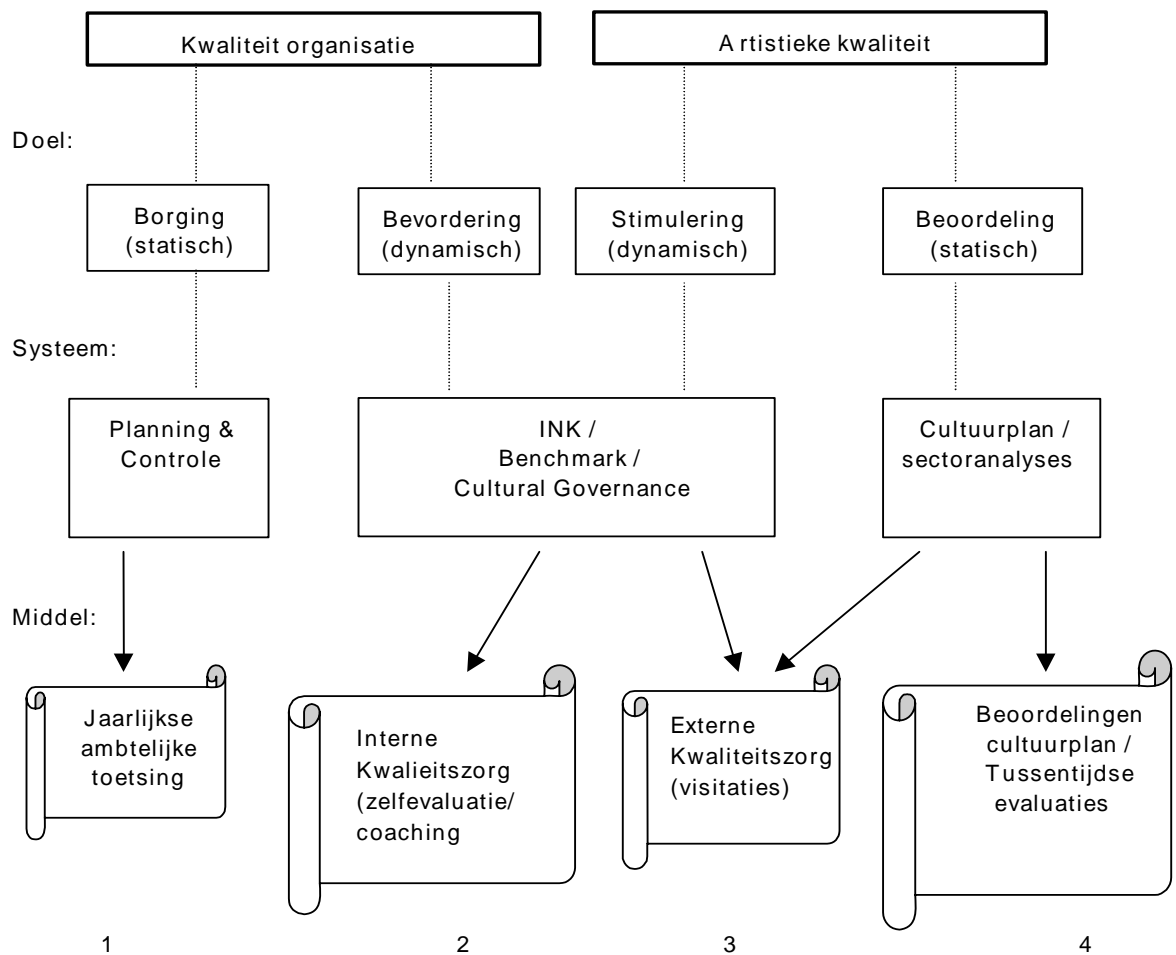 Kwaliteit organisatie
A rtistieke kwaliteit
Doel:
Borging
(statisch)
Bevordering
(dynamisch)
Stimulering
(dynamisch)
Beoordeling
(statisch)
Systeem:
Planning &
Controle
INK /
Benchmark /
Cultural Governance
Cultuurplan /
sectoranalyses
Middel:
Jaarlijkse
ambtelijke
toetsing
Interne
Kwalieitszorg
(zelfevaluatie/
coaching
Externe
Kwaliteitszorg
(visitaties)
Beoordelingen
cultuurplan /
Tussentijdse
evaluaties
1
2
3
4